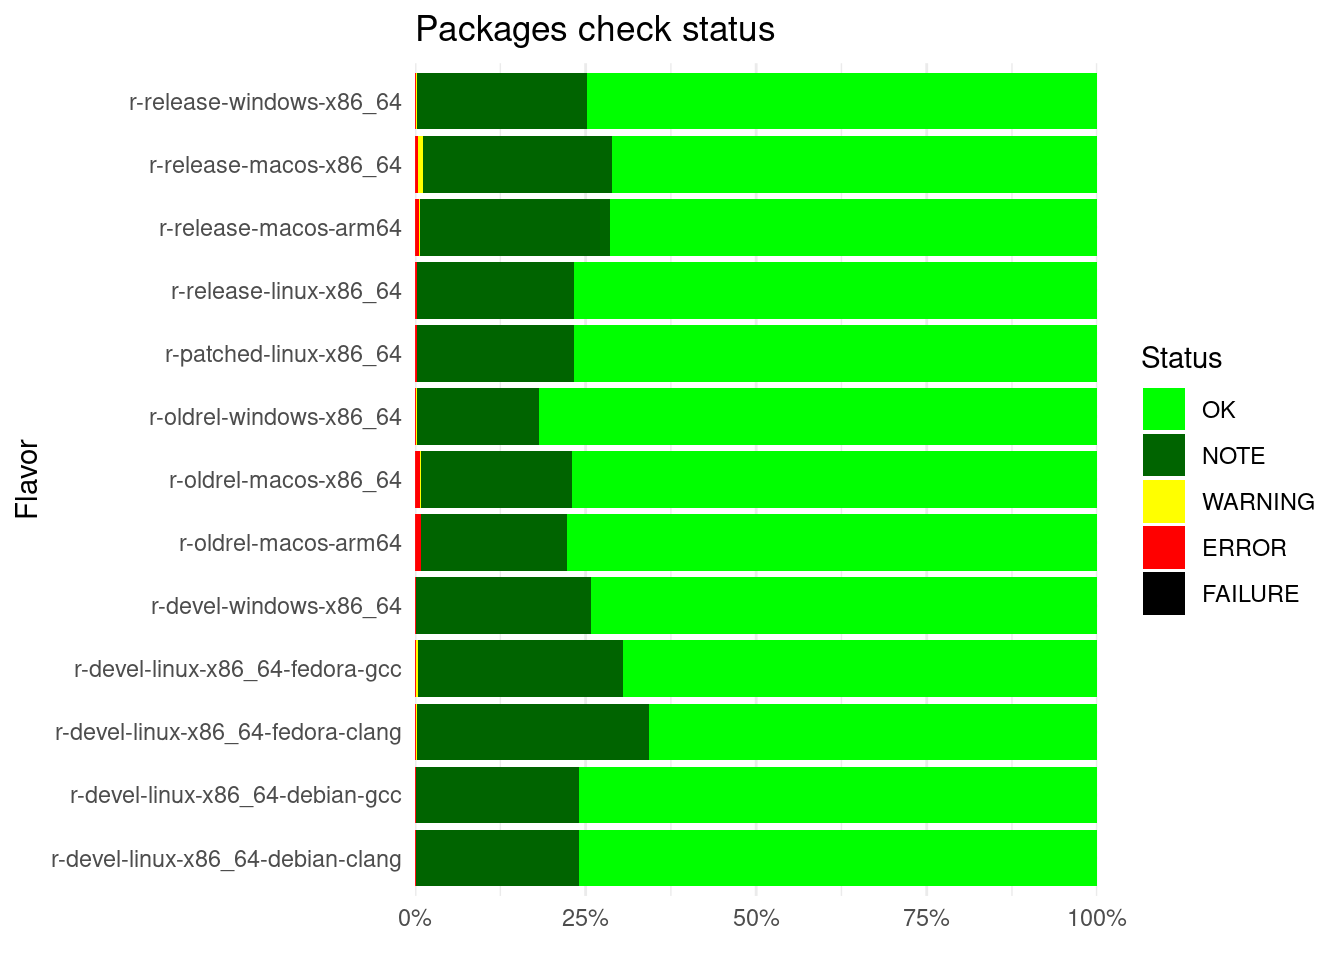 Packages check status
Flavor
r-release-windows-x86_64
r-release-macos-x86_64
r-release-macos-arm64
r-release-linux-x86_64
r-patched-linux-x86_64
r-oldrel-windows-x86_64
r-oldrel-macos-x86_64
r-oldrel-macos-arm64
r-devel-windows-x86_64
r-devel-linux-x86_64-fedora-gcc
r-devel-linux-x86_64-fedora-clang
r-devel-linux-x86_64-debian-gcc
r-devel-linux-x86_64-debian-clang
0% 25% 50% 75% 100%
Status
OK
NOTE
WARNING
ERROR
FAILURE